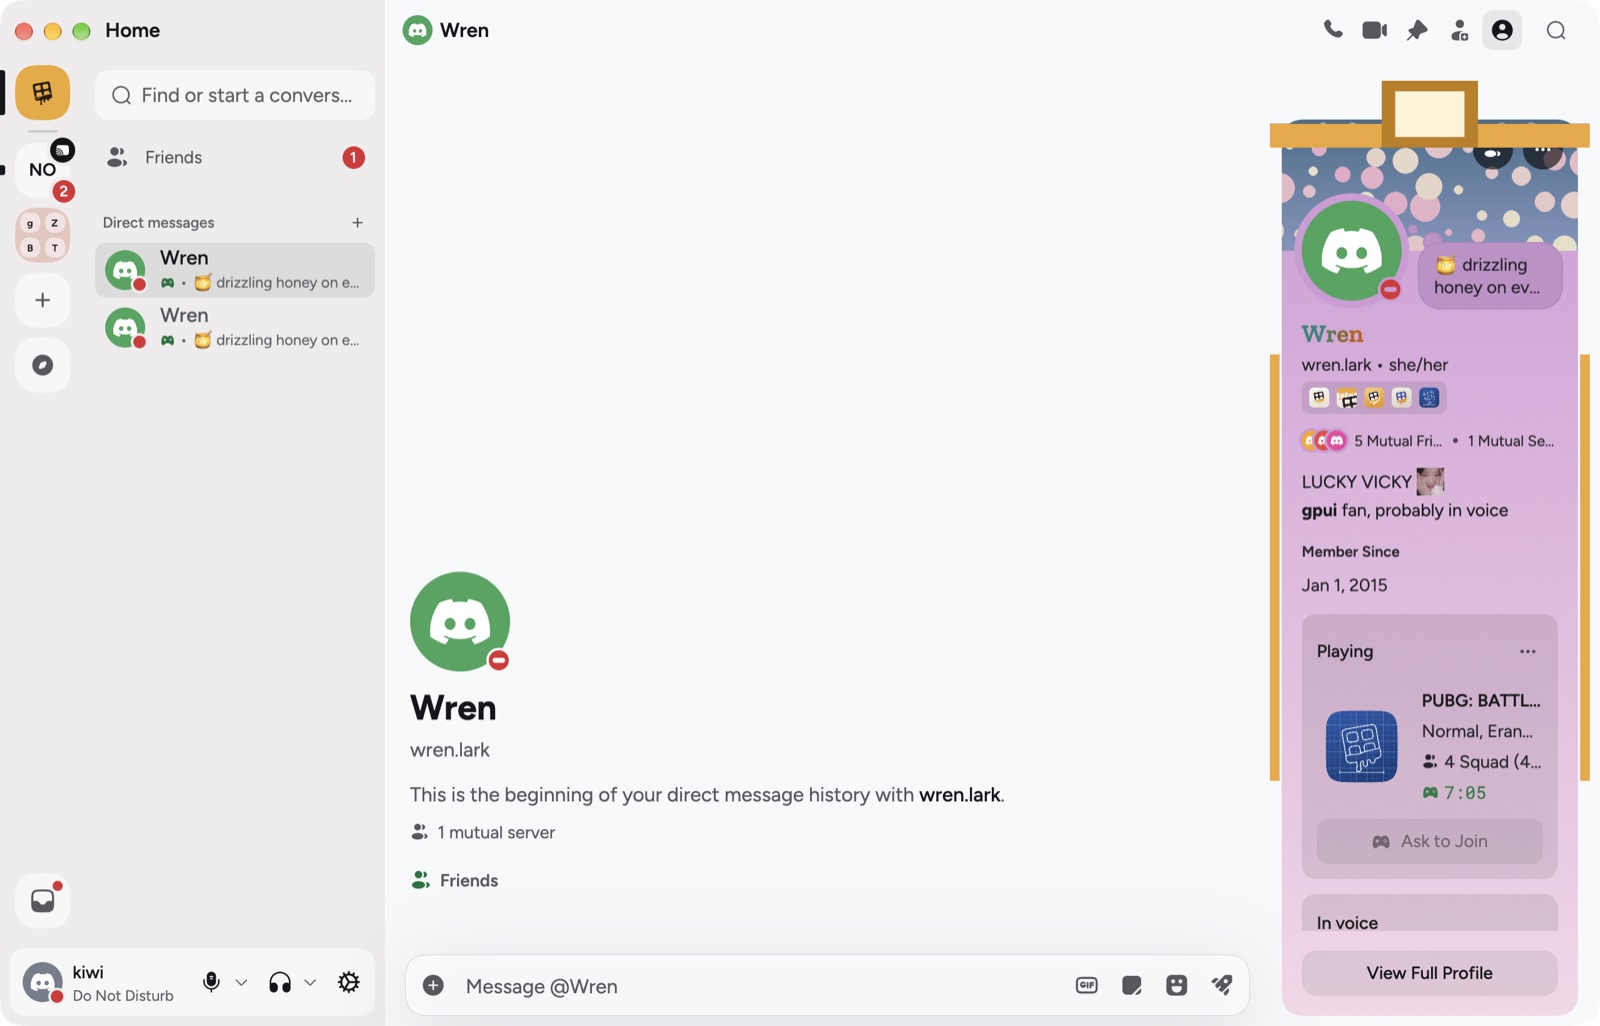 Home
Find or start a convers...
NO
2
g Z
B T
Friends
1
Direct messages
Wren
drizzling honey on e...
Wren
drizzling honey on e...
kiwi
Do Not Disturb
Wren
Wren
wren.lark
This is the beginning of your direct message history with wren.lark.
1 mutual server
Friends
Message @Wren
GIF
drizzling
honey on ev...
Wren
wren.lark • she/her
5 Mutual Fri... • 1 Mutual Se...
LUCKY VICKY
gpui fan, probably in voice
Member Since
Jan 1, 2015
Playing
PUBG: BATTL...
Normal, Eran...
4 Squad (4...
7:05
Ask to Join
In voice
View Full Profile